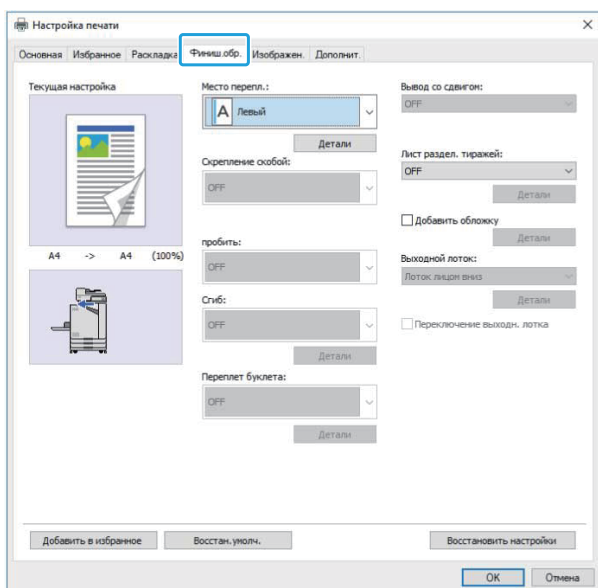 Настройка печати
Основная Избранное Раскладка Финиш.обр. Изображен. Дополнит.
Текущая настройка
A4 -> A4 (100%)
Место перепл.:
A Левый
Детали
Скрепление скобой:
OFF
пробить:
OFF
Сгиб:
OFF
Детали
Переплет буклета:
OFF
Детали
Вывод со сдвигом:
OFF
Лист раздел. тиражей:
OFF
Детали
Добавить обложку
Детали
Выходной лоток:
Лоток лицом вниз
Детали
Переключение выходн. лотка
Добавить в избранное Восстан.умолч. Восстановить настройки
OK Отмена